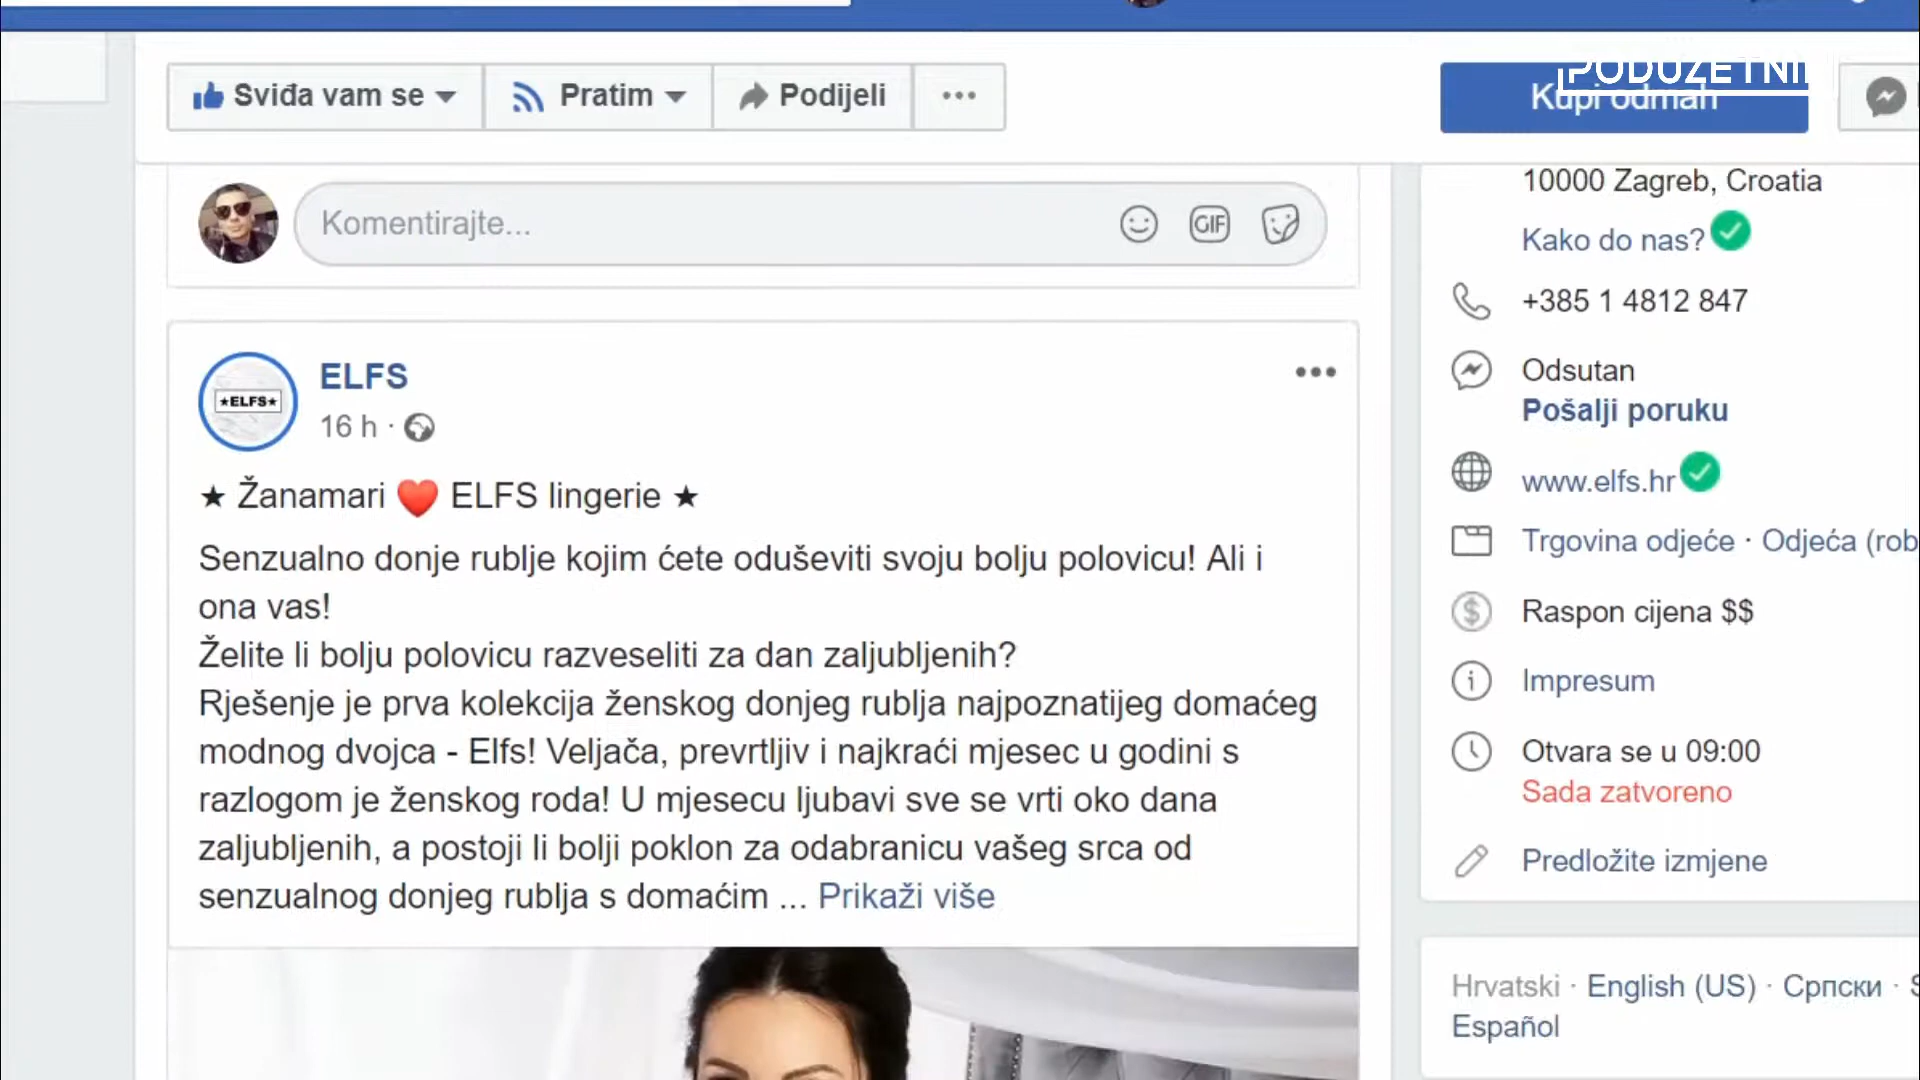 PODUZETNI
Sviđa vam se
Pratim
Podijeli
Kupi odmah
Komentirajte...
GIF
ELFS
★ELFS★
16 h ·
★ Žanamari ❤️ ELFS lingerie ★
Senzualno donje rublje kojim ćete oduševiti svoju bolju polovicu! Ali i
ona vas!
Želite li bolju polovicu razveseliti za dan zaljubljenih?
Rješenje je prva kolekcija ženskog donjeg rublja najpoznatijeg domaćeg
modnog dvojca - Elfs! Veljača, prevrtljiv i najkraći mjesec u godini s
razlogom je ženskog roda! U mjesecu ljubavi sve se vrti oko dana
zaljubljenih, a postoji li bolji poklon za odabranicu vašeg srca od
senzualnog donjeg rublja s domaćim ... Prikaži više
10000 Zagreb, Croatia
Kako do nas?
+385 1 4812 847
Odsutan
Pošalji poruku
www.elfs.hr
Trgovina odjeće · Odjeća (rob
Raspon cijena $$
Impresum
Otvara se u 09:00
Sada zatvoreno
Predložite izmjene
Hrvatski · English (US) · Српски ·
Español